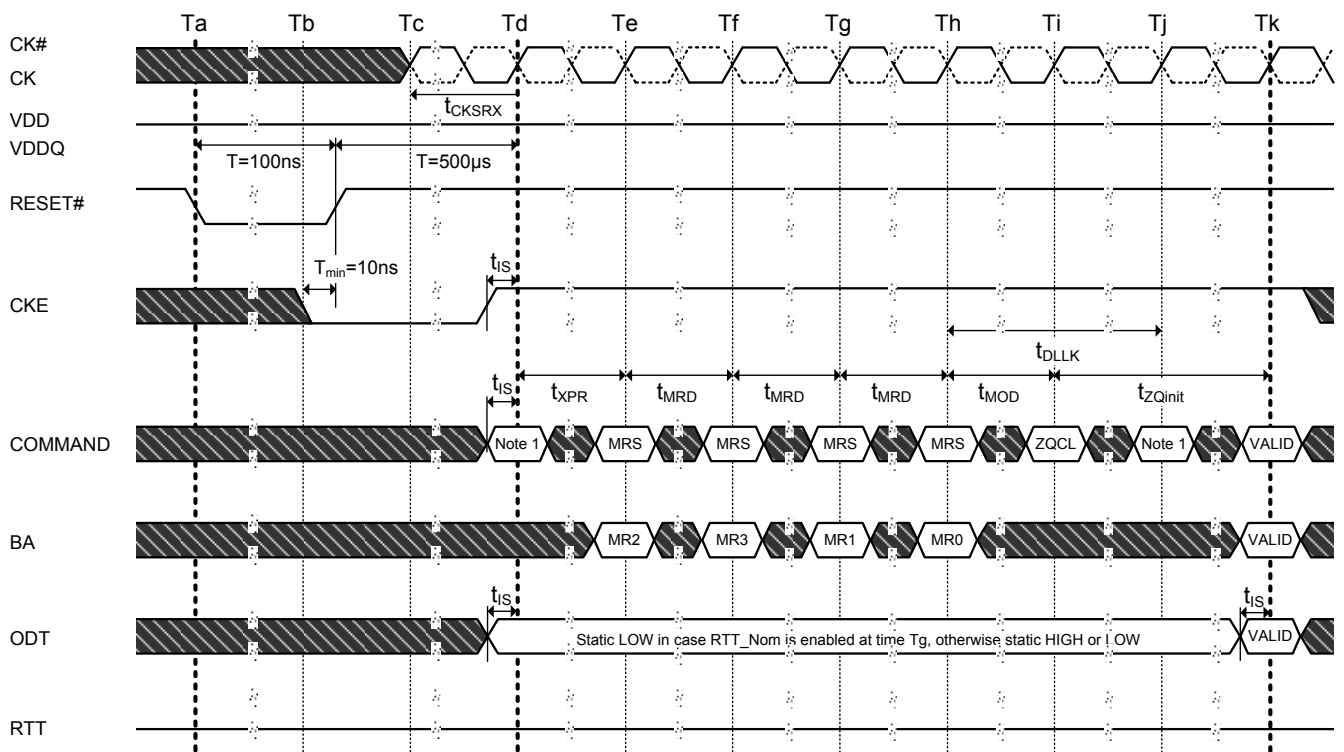 Ta Tb Tc Td Te Tf Tg Th Ti Tj Tk
CK#
CK
tCKSRX
VDD
VDDQ
T=100ns T=500µs
RESET#
Tmin=10ns tIS
CKE
tDLLK
tIS tXPR tMRD tMRD tMRD tMOD tZQinit
COMMAND Note 1 MRS MRS MRS MRS ZQCL Note 1 VALID
BA MR2 MR3 MR1 MR0 VALID
tIS tIS
ODT Static LOW in case RTT_Nom is enabled at time Tg, otherwise static HIGH or LOW VALID
RTT